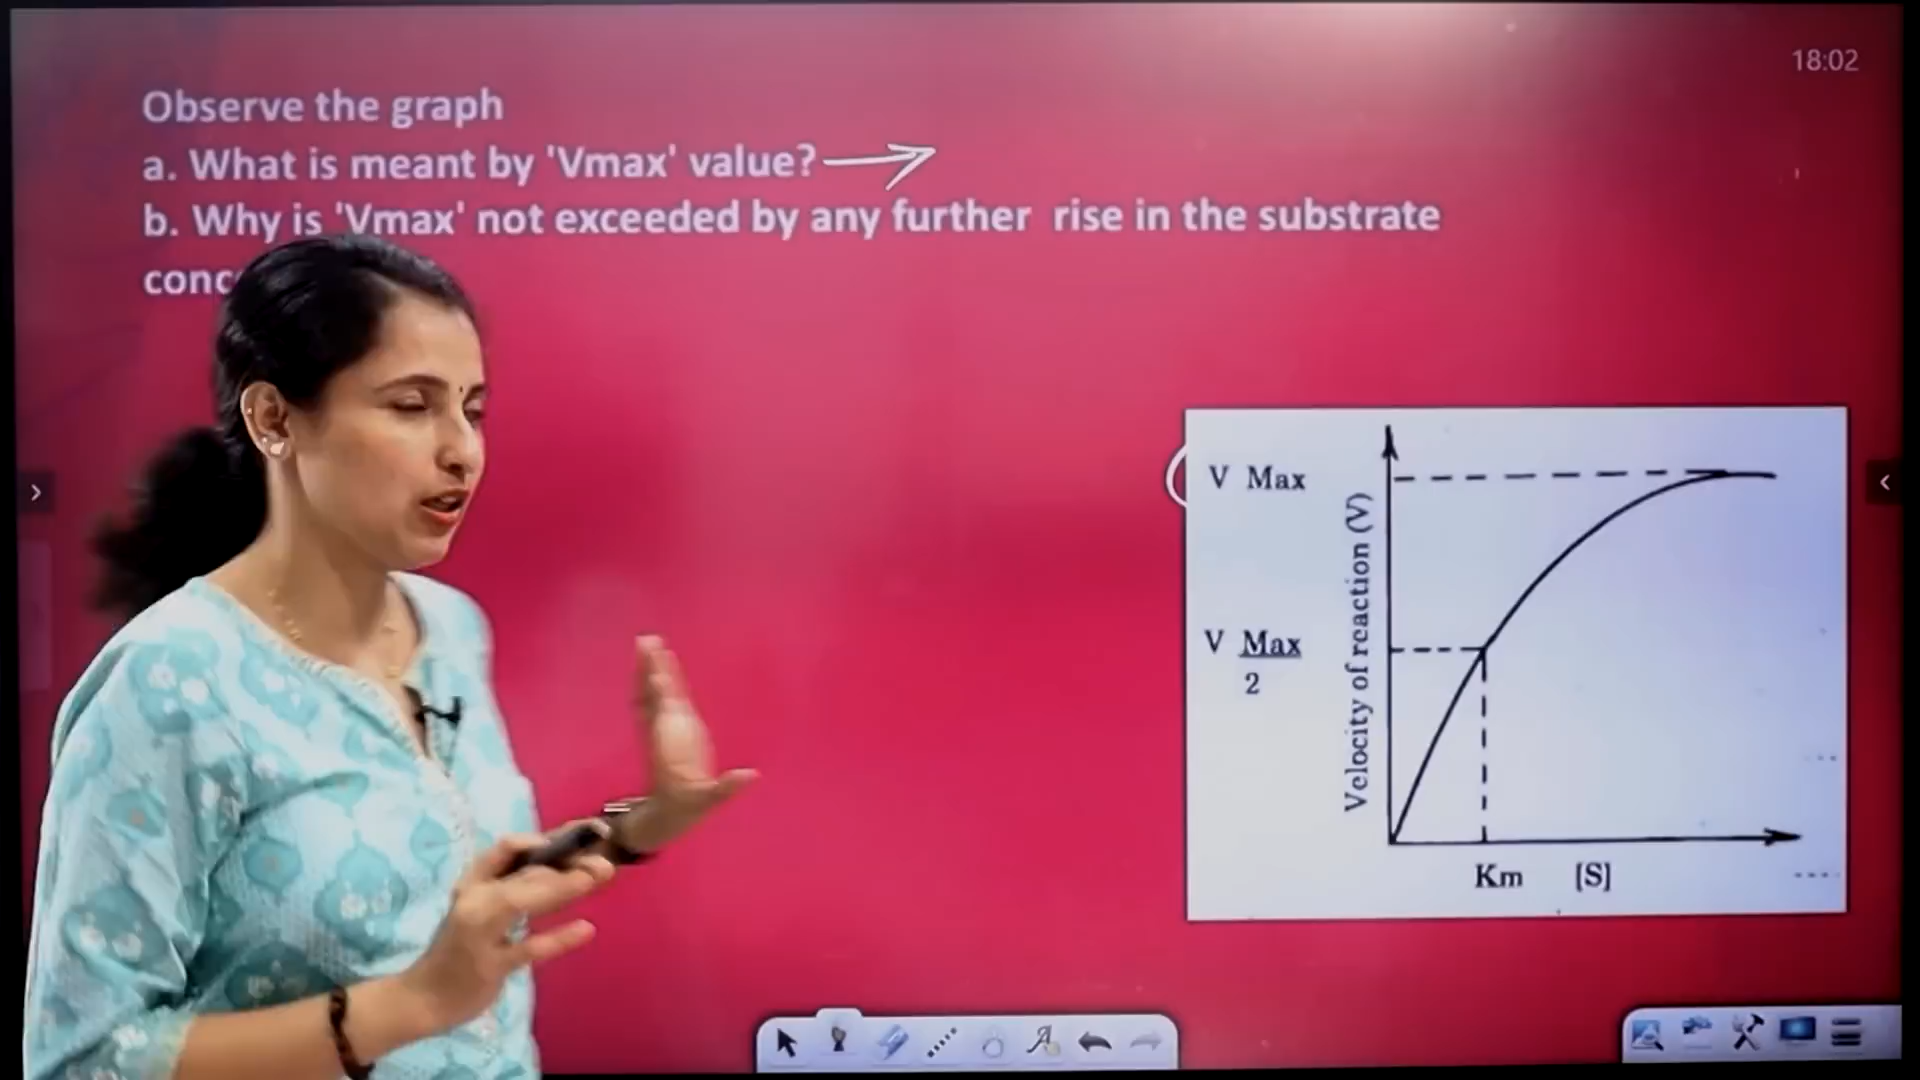 18:02
Observe the graph
a. What is meant by 'Vmax' value?
b. Why is 'Vmax' not exceeded by any further rise in the substrate
V Max
V Max
2
Velocity of reaction (V)
Km [S]